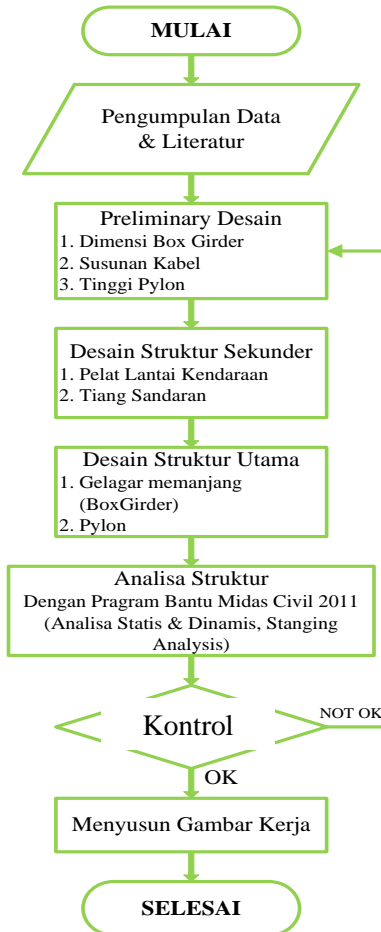 MULAI
Pengumpulan Data
& Literatur
Preliminary Desain
1. Dimensi Box Girder
2. Susunan Kabel
3. Tinggi Pylon
Desain Struktur Sekunder
1. Pelat Lantai Kendaraan
2. Tiang Sandaran
Desain Struktur Utama
1. Gelagar memanjang
(BoxGirder)
2. Pylon
Analisa Struktur
Dengan Pragram Bantu Midas Civil 2011
(Analisa Statis & Dinamis, Stanging
Analysis)
Kontrol
NOT OK
OK
Menyusun Gambar Kerja
SELESAI